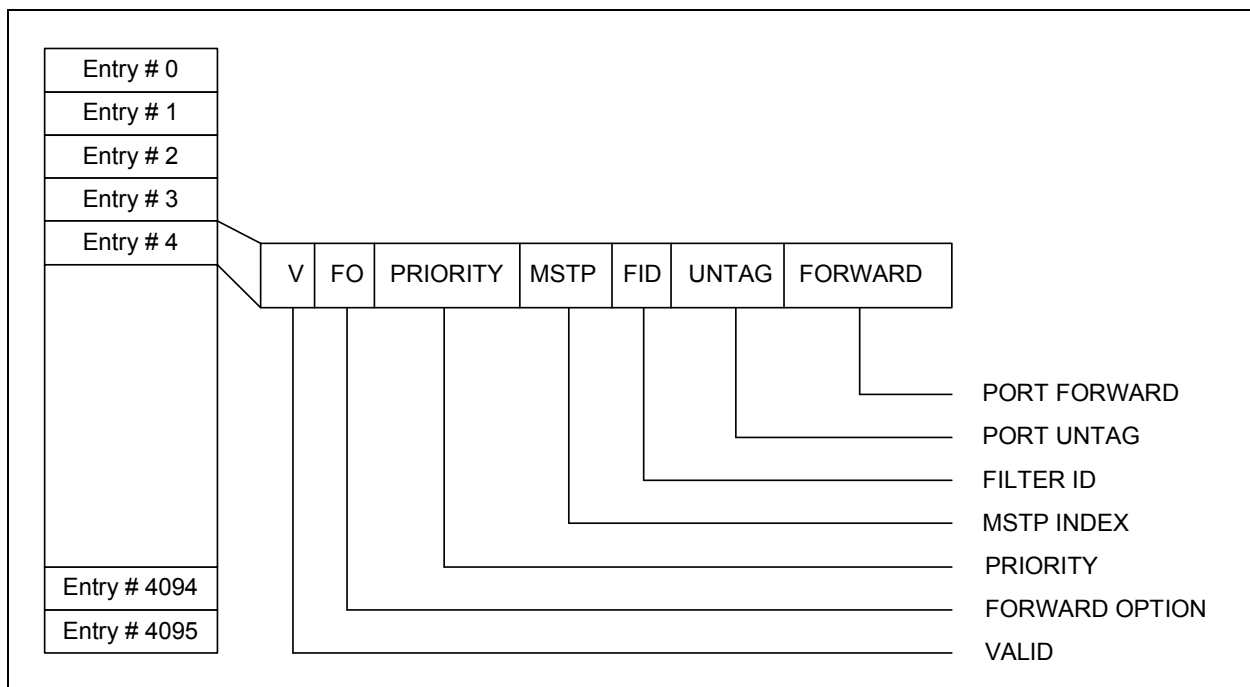 Entry # 0
Entry # 1
Entry # 2
Entry # 3
Entry # 4
V FO PRIORITY MSTP FID UNTAG FORWARD
PORT FORWARD
PORT UNTAG
FILTER ID
MSTP INDEX
PRIORITY
FORWARD OPTION
VALID
Entry # 4094
Entry # 4095